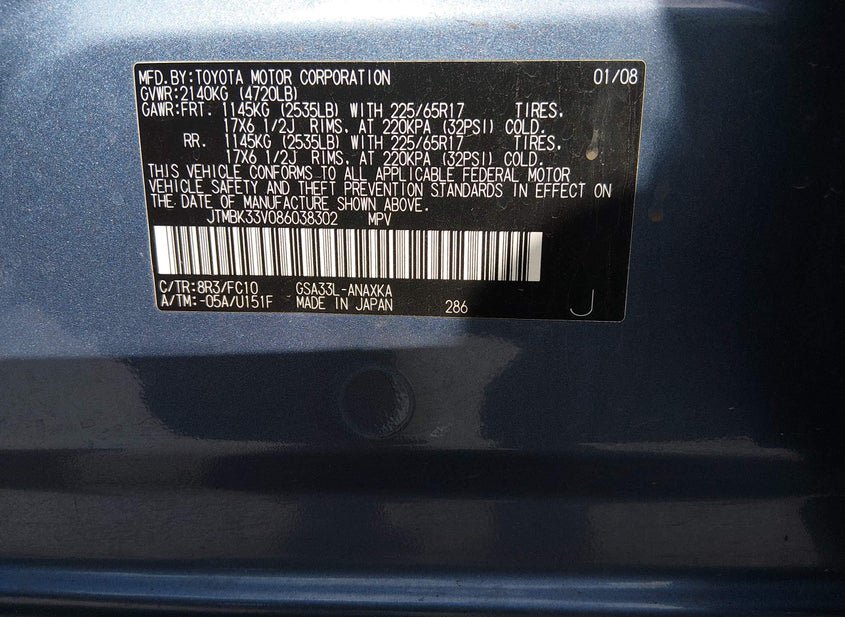 MFD.BY:TOYOTA MOTOR CORPORATION 01/08
GVWR:2140KG (4720LB)
GAWR:FRT. 1145KG (2535LB) WITH 225/65R17 TIRES.
17X6 1/2J RIMS. AT 220KPA (32PSI) COLD.
RR. 1145KG (2535LB) WITH 225/65R17 TIRES.
17X6 1/2J RIMS. AT 220KPA (32PSI) COLD.
THIS VEHICLE CONFORMS TO ALL APPLICABLE FEDERAL MOTOR
VEHICLE SAFETY AND THEFT PREVENTION STANDARDS IN EFFECT ON
THE DATE OF MANUFACTURE SHOWN ABOVE.
JTMBK33V086038302 MPV
C/TR:8R3/FC10 GSA33L-ANAXKA
A/TM:-05A/U151F MADE IN JAPAN 286 J